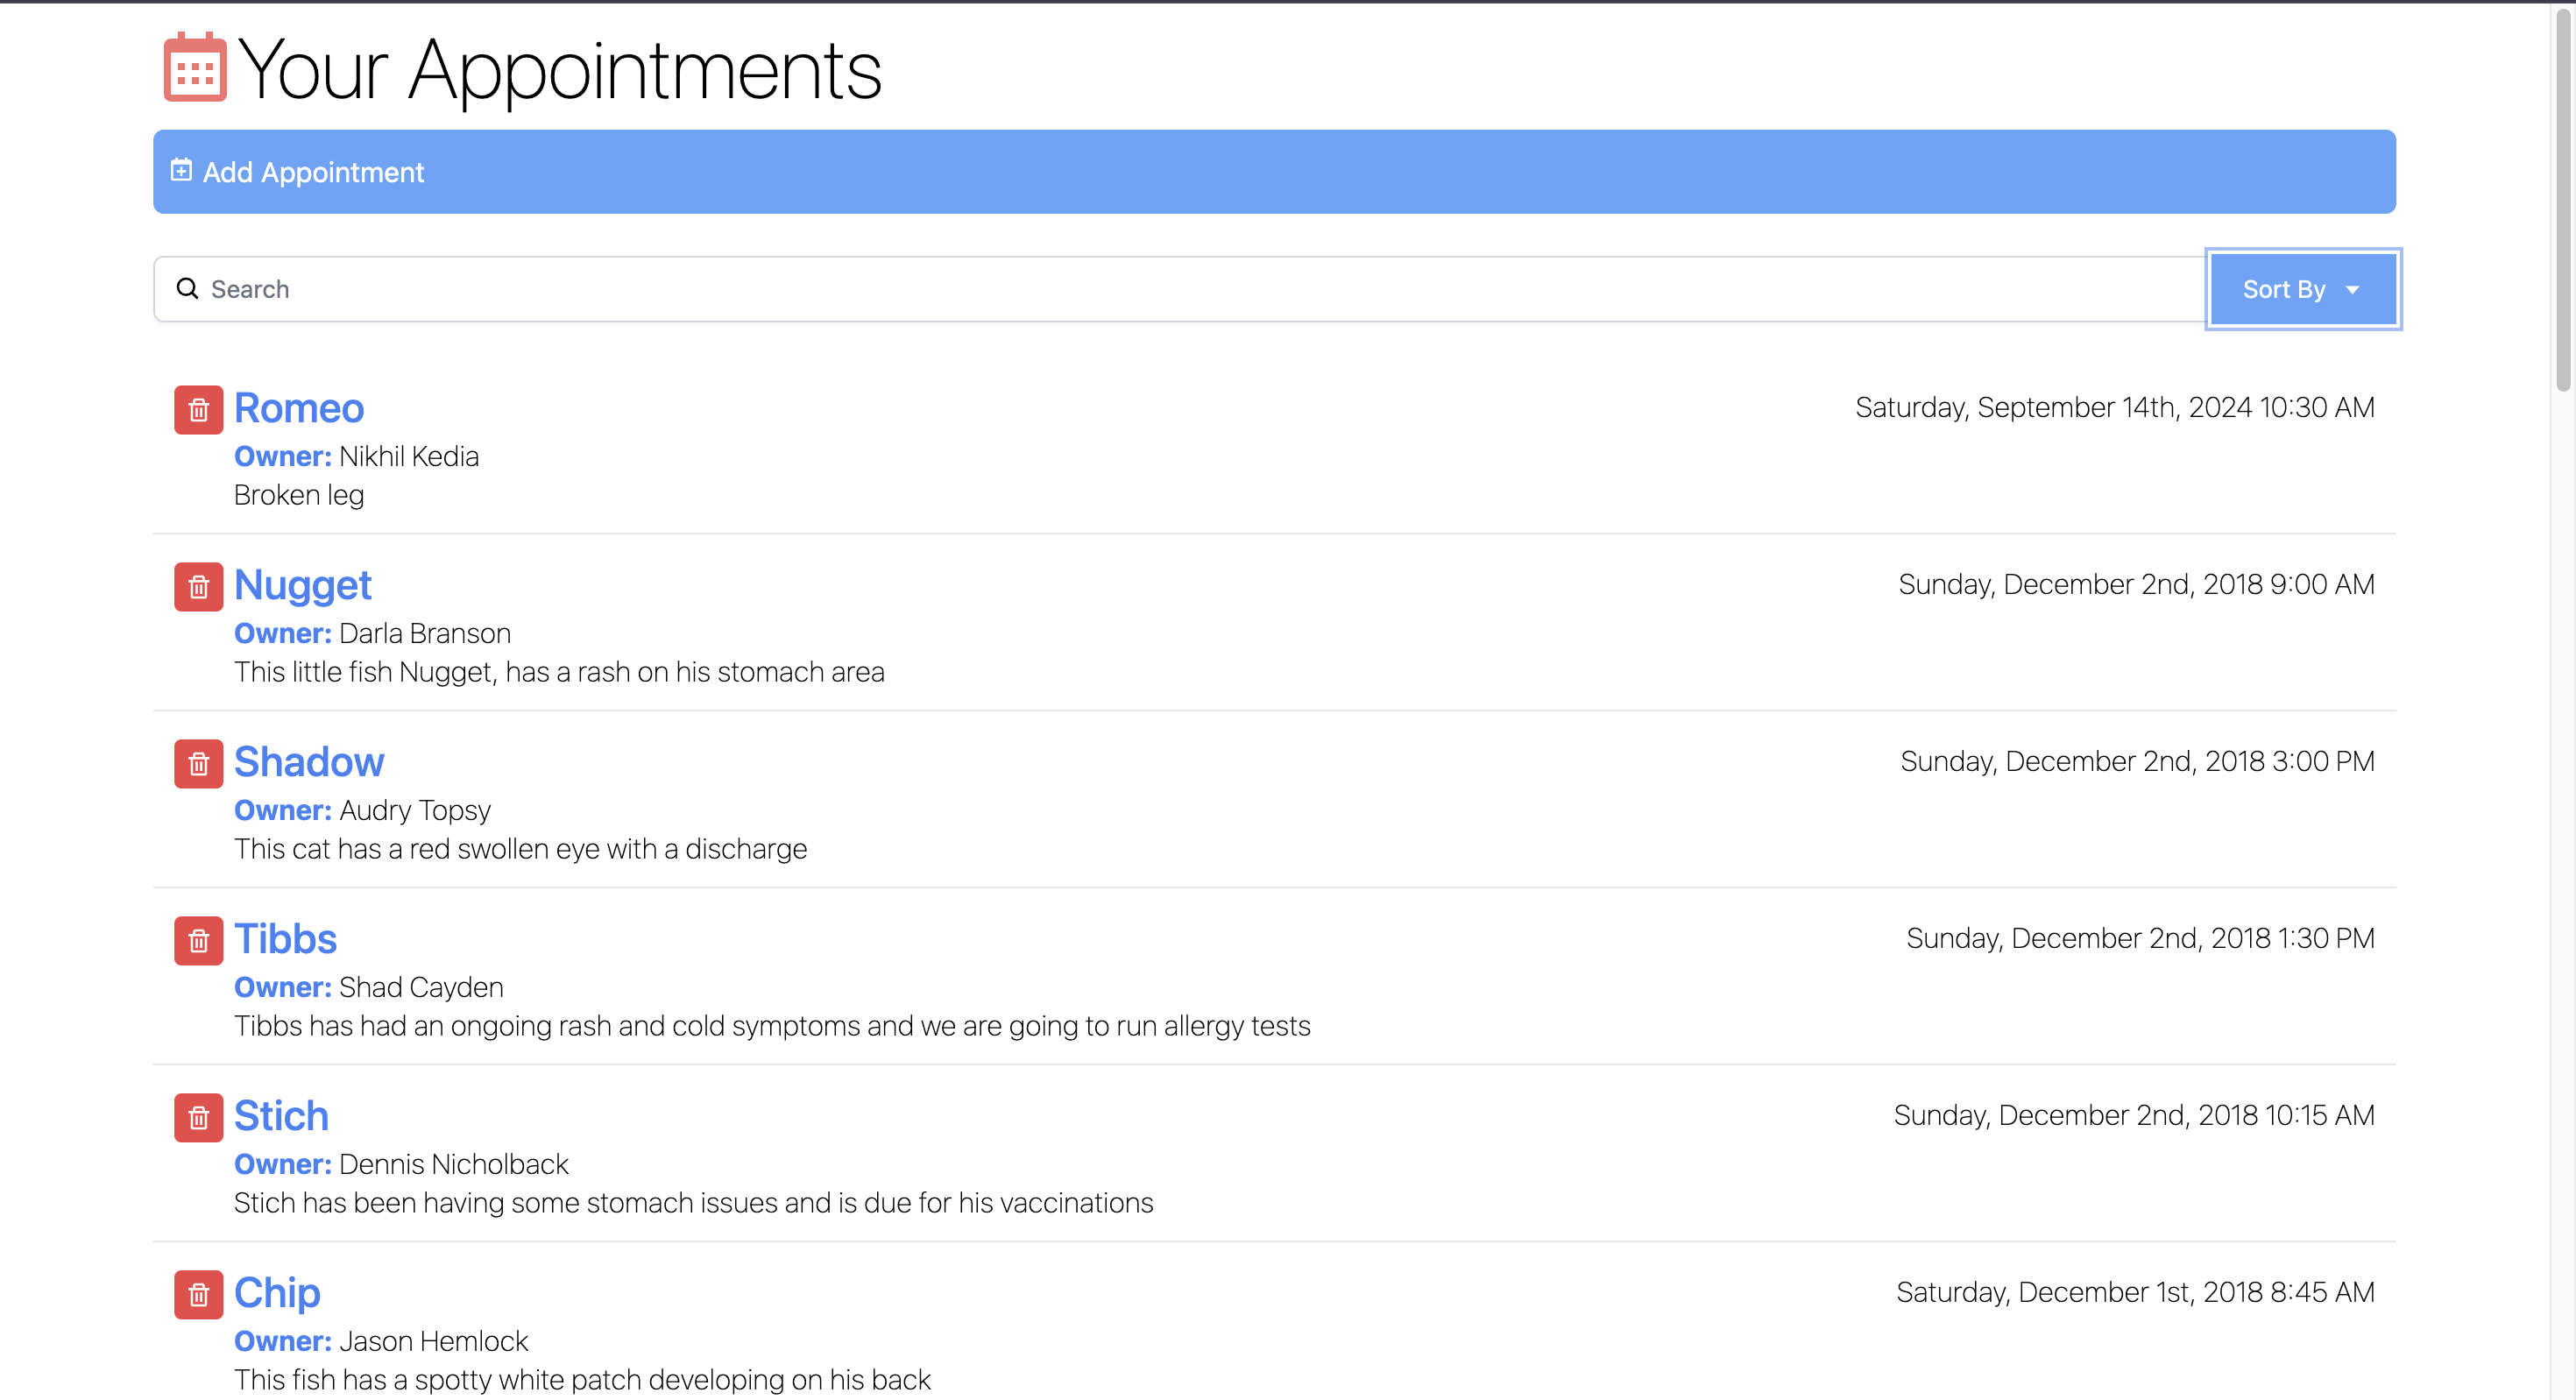 Your Appointments
Add Appointment
Search
Sort By
Romeo
Saturday, September 14th, 2024 10:30 AM
Owner: Nikhil Kedia
Broken leg
Nugget
Sunday, December 2nd, 2018 9:00 AM
Owner: Darla Branson
This little fish Nugget, has a rash on his stomach area
Shadow
Sunday, December 2nd, 2018 3:00 PM
Owner: Audry Topsy
This cat has a red swollen eye with a discharge
Tibbs
Sunday, December 2nd, 2018 1:30 PM
Owner: Shad Cayden
Tibbs has had an ongoing rash and cold symptoms and we are going to run allergy tests
Stich
Sunday, December 2nd, 2018 10:15 AM
Owner: Dennis Nicholback
Stich has been having some stomach issues and is due for his vaccinations
Chip
Saturday, December 1st, 2018 8:45 AM
Owner: Jason Hemlock
This fish has a spotty white patch developing on his back